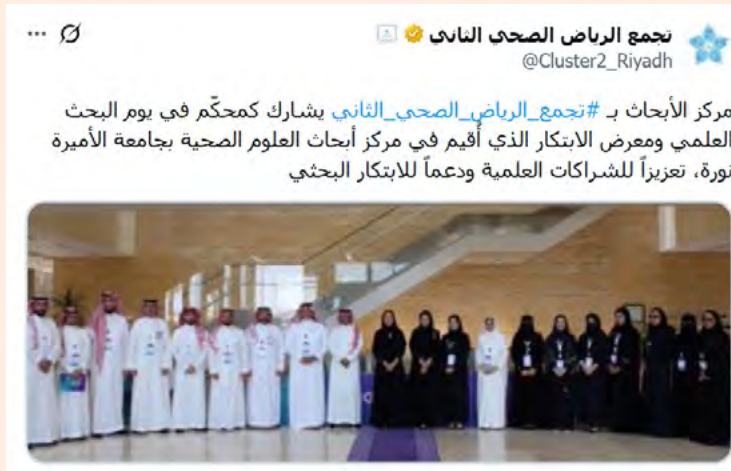 تجمع الرياض الصحي الثاني
@Cluster2_Riyadh
مركز الأبحاث بـ #تجمع_الرياض_الصحي_الثاني يشارك كمحكّم في يوم البحث
العلمي ومعرض الابتكار الذي أُقيم في مركز أبحاث العلوم الصحية بجامعة الأميرة
نورة، تعزيزاً للشراكات العلمية ودعماً للابتكار البحثي